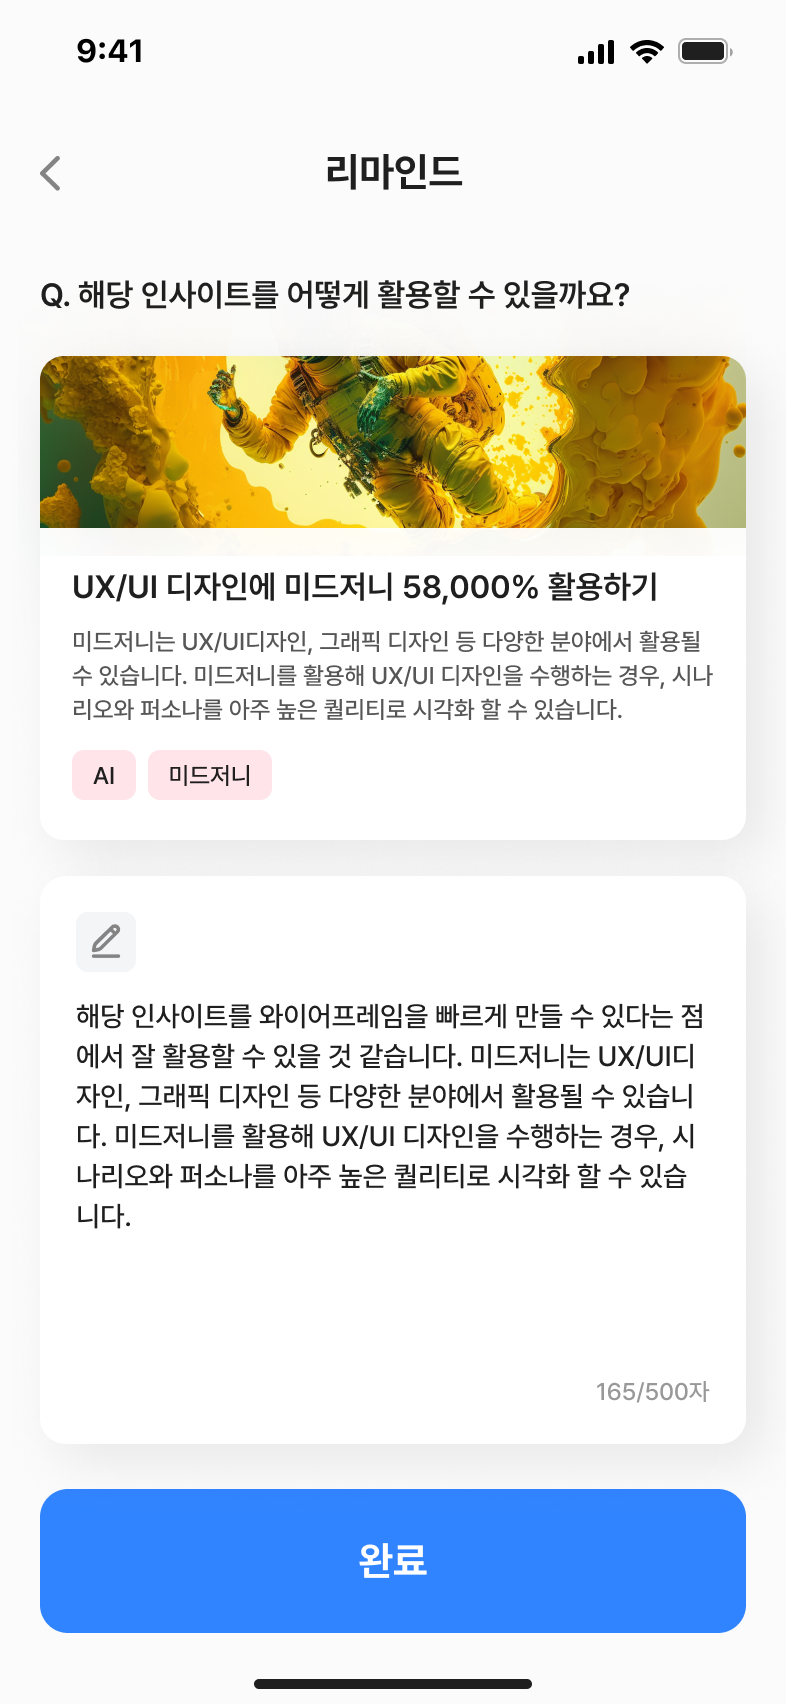 9:41
리마인드
Q. 해당 인사이트를 어떻게 활용할 수 있을까요?
UX/UI 디자인에 미드저니 58,000% 활용하기
미드저니는 UX/UI디자인, 그래픽 디자인 등 다양한 분야에서 활용될
수 있습니다. 미드저니를 활용해 UX/UI 디자인을 수행하는 경우, 시나
리오와 퍼소나를 아주 높은 퀄리티로 시각화 할 수 있습니다.
AI 미드저니
해당 인사이트를 와이어프레임을 빠르게 만들 수 있다는 점
에서 잘 활용할 수 있을 것 같습니다. 미드저니는 UX/UI디
자인, 그래픽 디자인 등 다양한 분야에서 활용될 수 있습니
다. 미드저니를 활용해 UX/UI 디자인을 수행하는 경우, 시
나리오와 퍼소나를 아주 높은 퀄리티로 시각화 할 수 있습
니다.
165/500자
완료